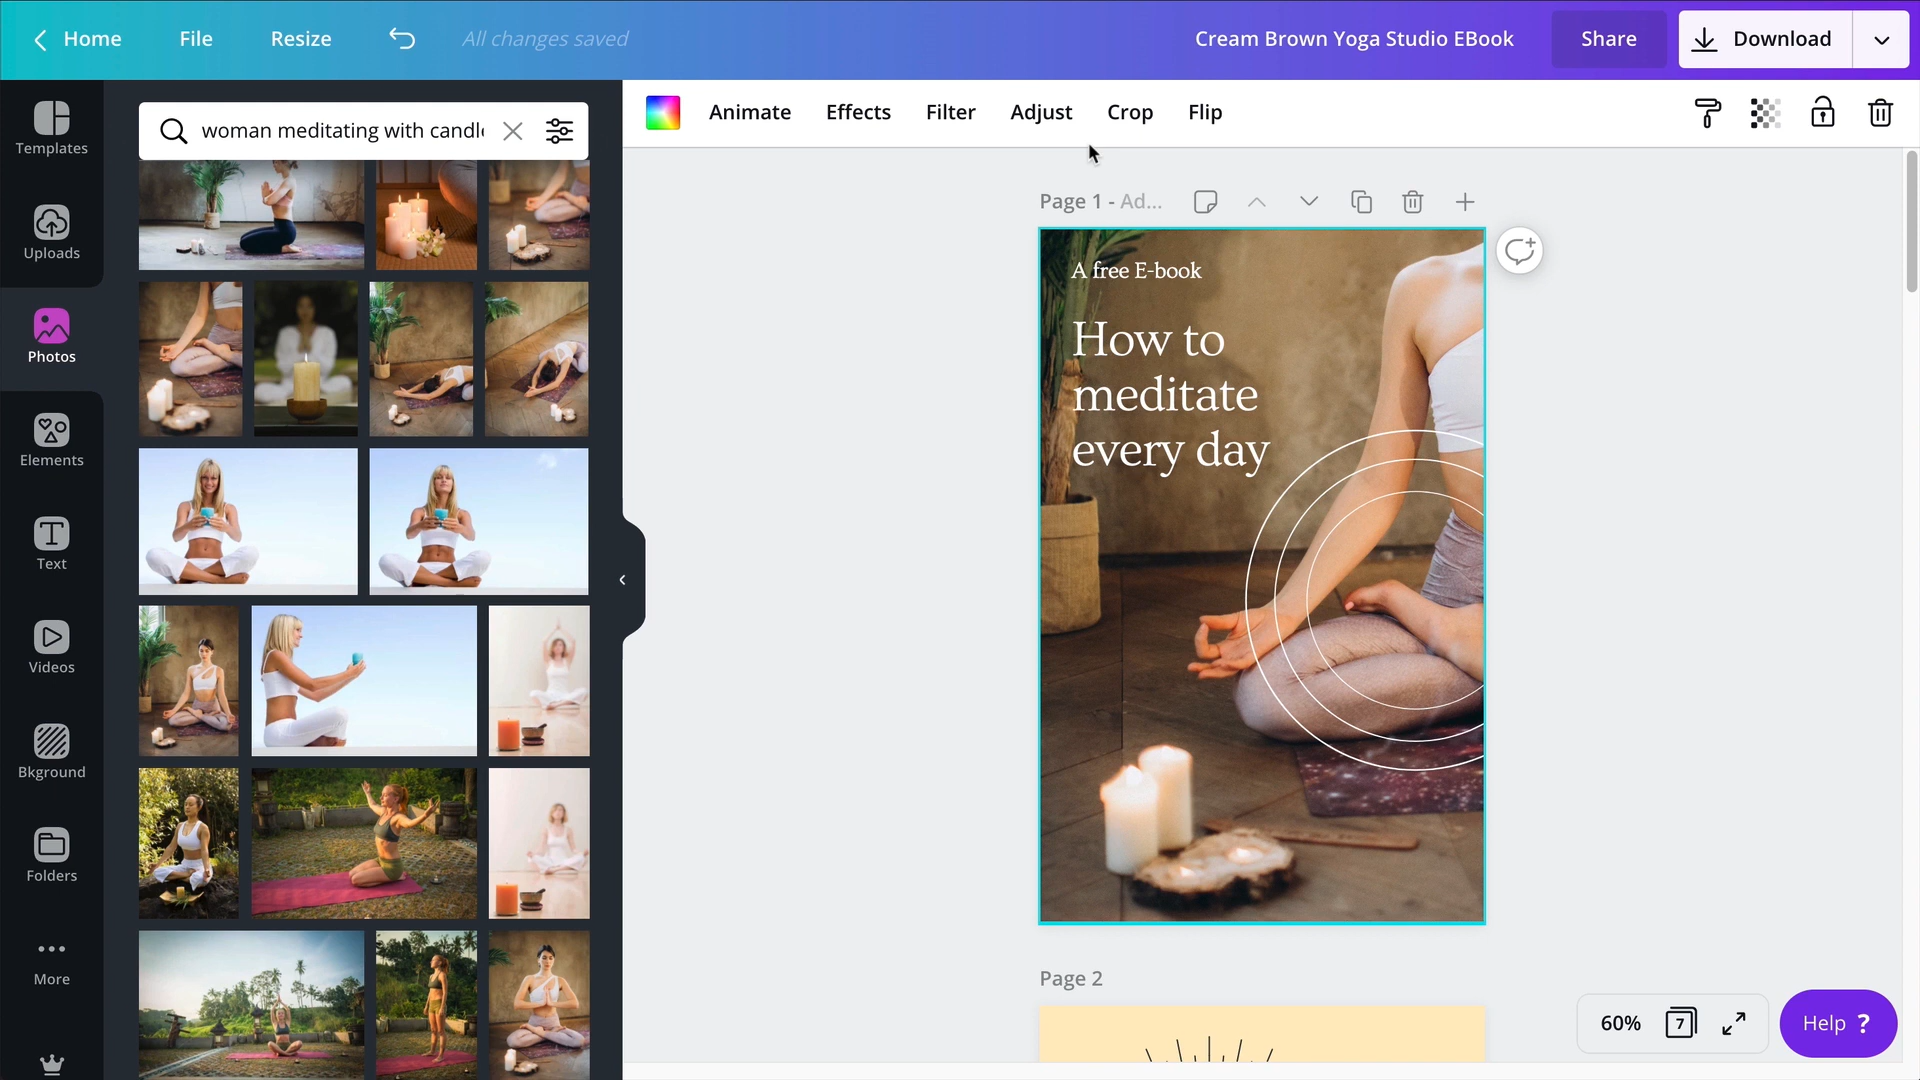 Home
File
Resize
All changes saved
Cream Brown Yoga Studio EBook
Share
Download
Templates
Uploads
Photos
Elements
Text
Videos
Bkground
Folders
More
woman meditating with candl
Animate
Effects
Filter
Adjust
Crop
Flip
Page 1 - Ad...
A free E-book
How to
meditate
every day
Page 2
60%
7
Help ?